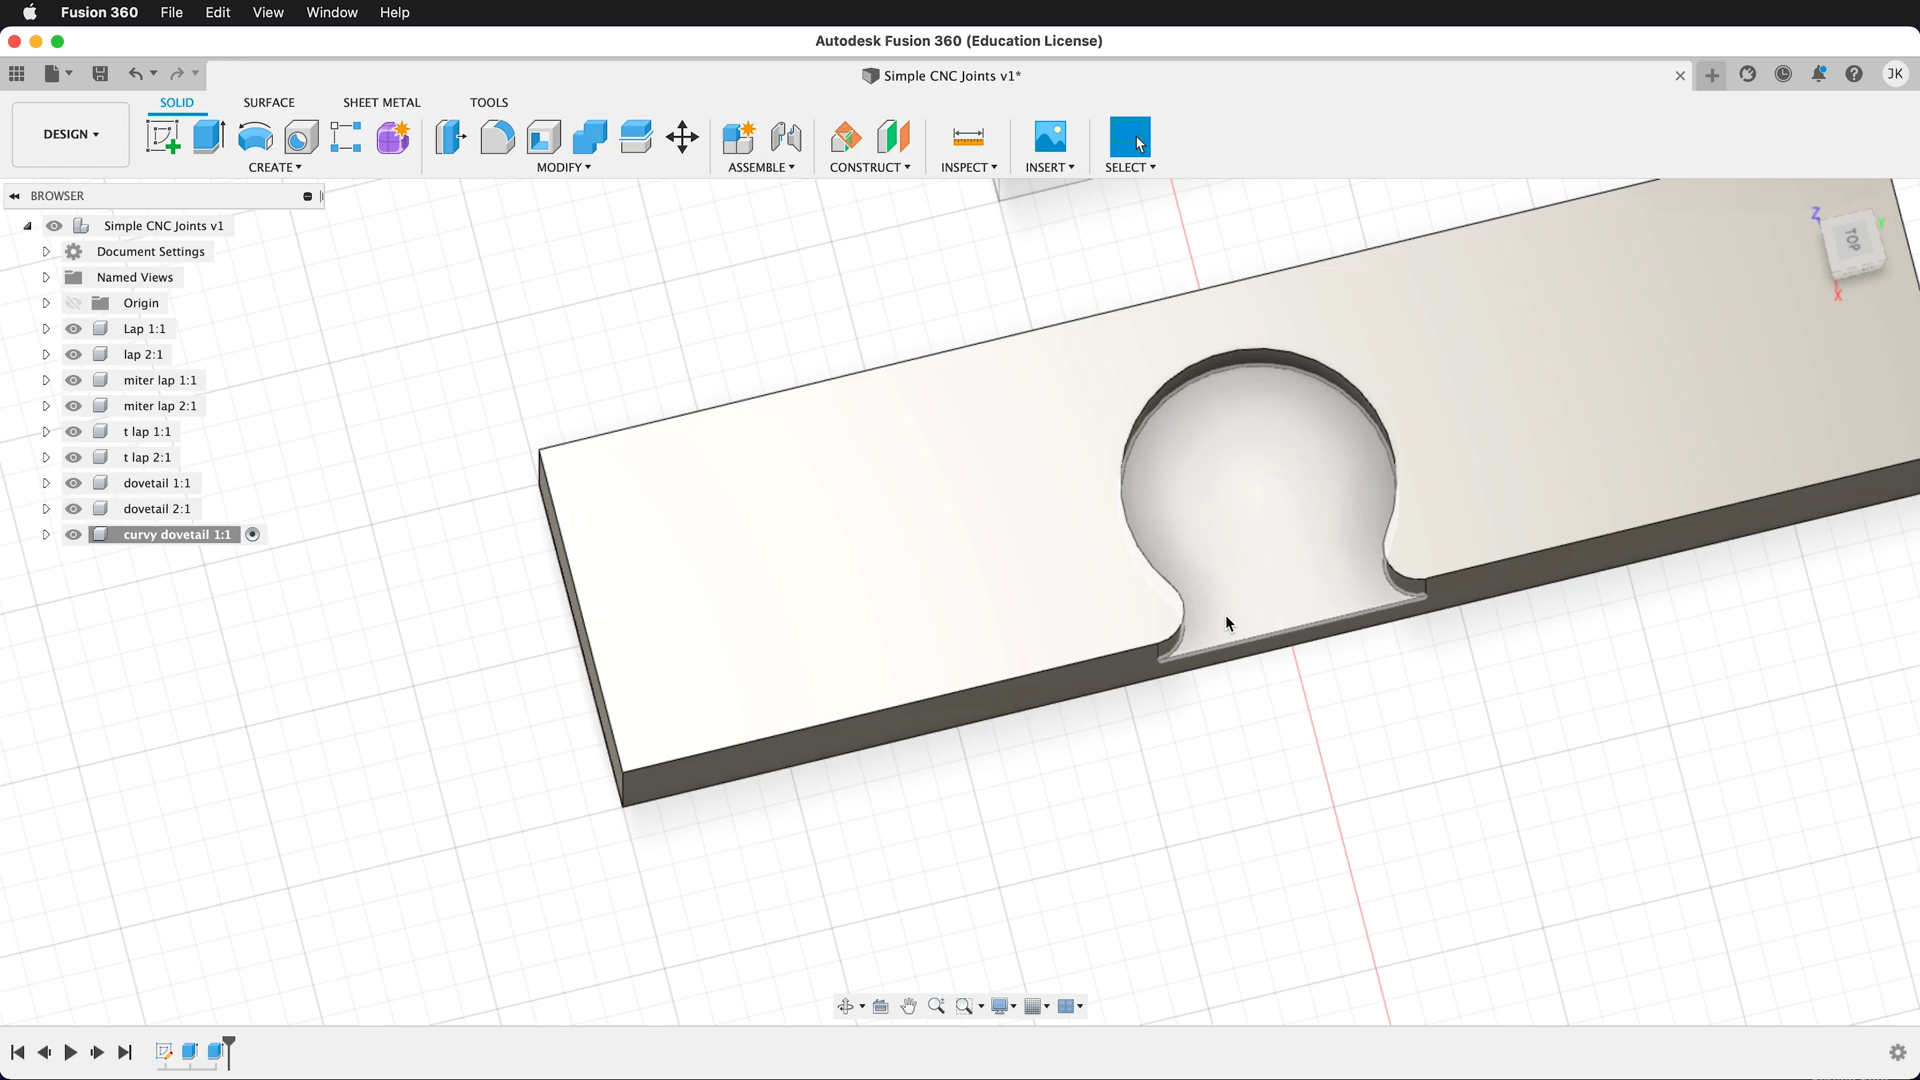 Fusion 360 File Edit View Window Help
Autodesk Fusion 360 (Education License)
Simple CNC Joints v1*
JK
SOLID SURFACE SHEET METAL TOOLS
DESIGN
CREATE MODIFY ASSEMBLE CONSTRUCT INSPECT INSERT SELECT
BROWSER
Simple CNC Joints v1
Document Settings
Named Views
Origin
Lap 1:1
lap 2:1
miter lap 1:1
miter lap 2:1
t lap 1:1
t lap 2:1
dovetail 1:1
dovetail 2:1
curvy dovetail 1:1
Z
Y
TOP
X